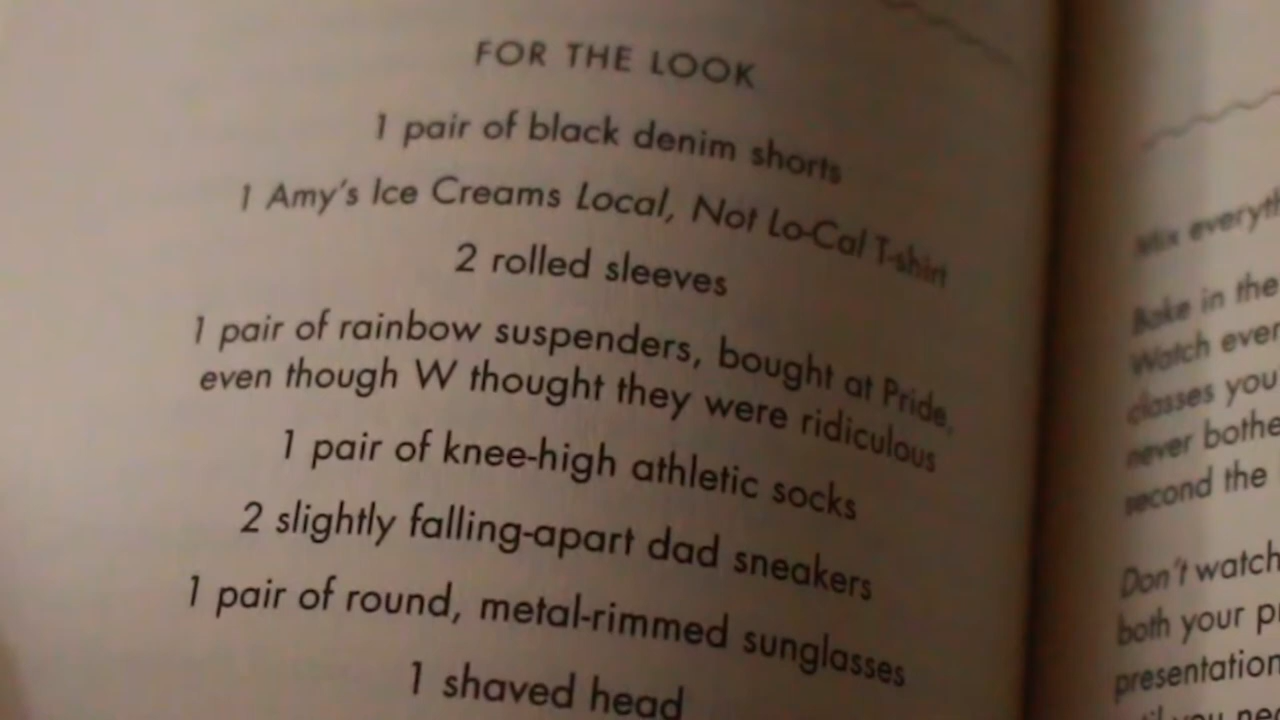 FOR THE LOOK
1 pair of black denim shorts
1 Amy's Ice Creams Local, Not Lo-Cal T-shirt
2 rolled sleeves
1 pair of rainbow suspenders, bought at Pride,
even though W thought they were ridiculous
1 pair of knee-high athletic socks
2 slightly falling-apart dad sneakers
1 pair of round, metal-rimmed sunglasses
1 shaved head
Mix
Bake in the
Watch
classes you
never
second the
Don't watch
both your
you